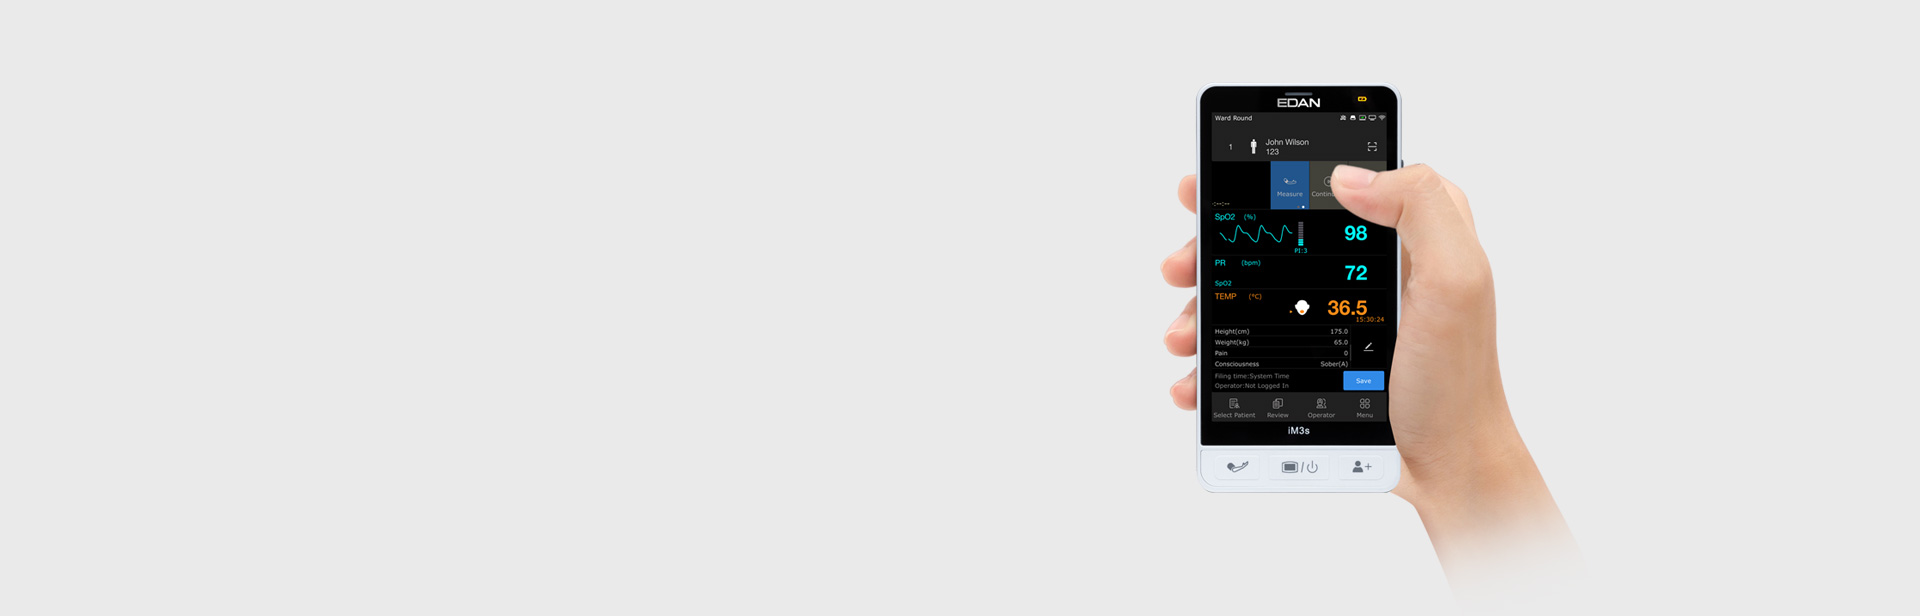 EDAN
Ward Round
1
John Wilson
123
Measure
-:--:--
SpO2 (%)
98
PI:3
PR (bpm)
72
SpO2
TEMP (°C)
36.5
15:30:24
Height(cm) 175.0
Weight(kg) 65.0
Pain 0
Consciousness Sober(A)
Filing time:System Time
Operator:Not Logged In
Save
Select Patient Review Operator Menu
iM3s